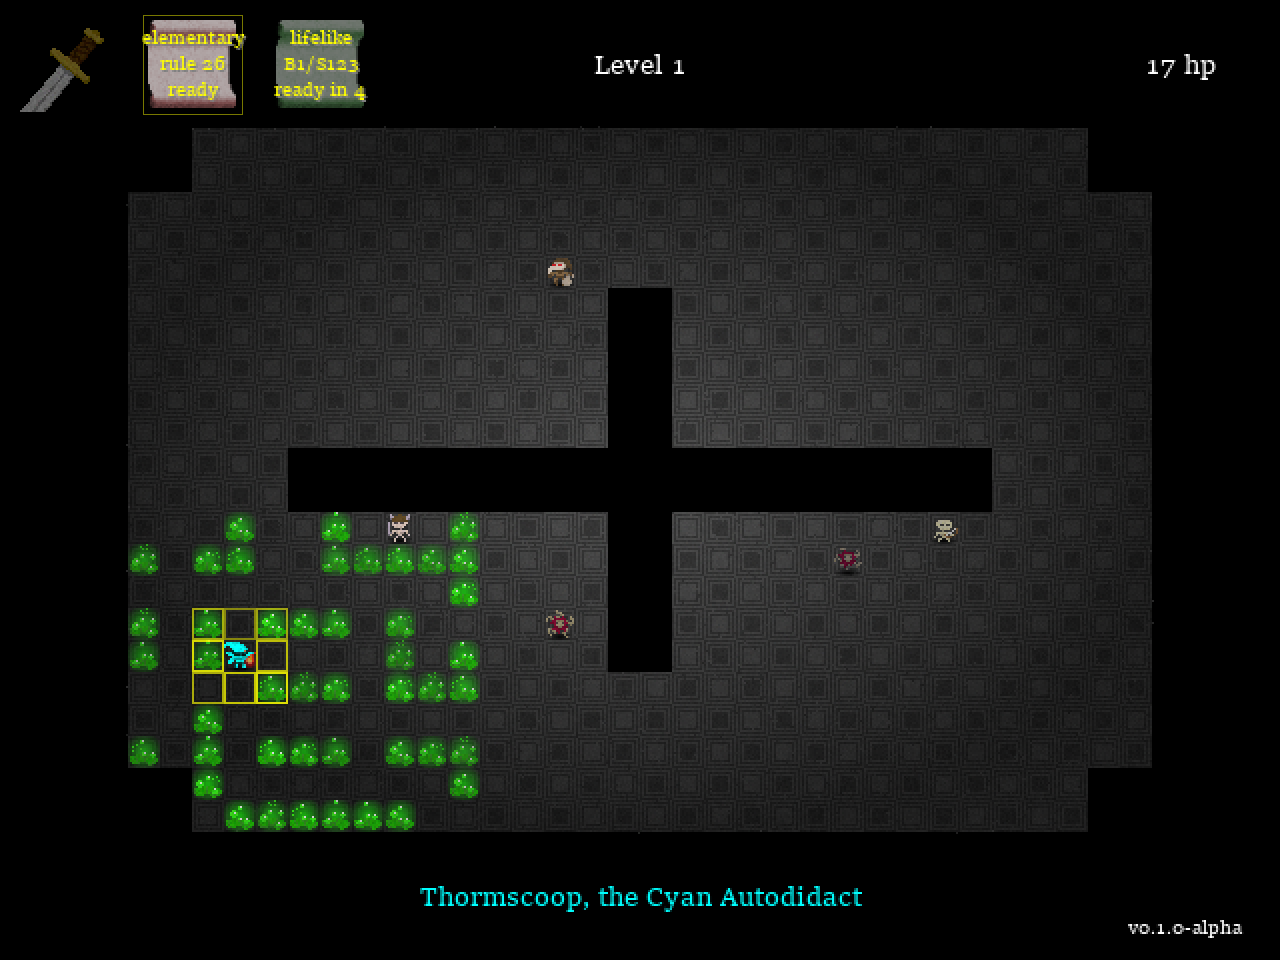 elementary
rule 26
ready
lifelike
B1/S123
ready in 4
Level 1
17 hp
Thormscoop, the Cyan Autodidact
v0.1.0-alpha